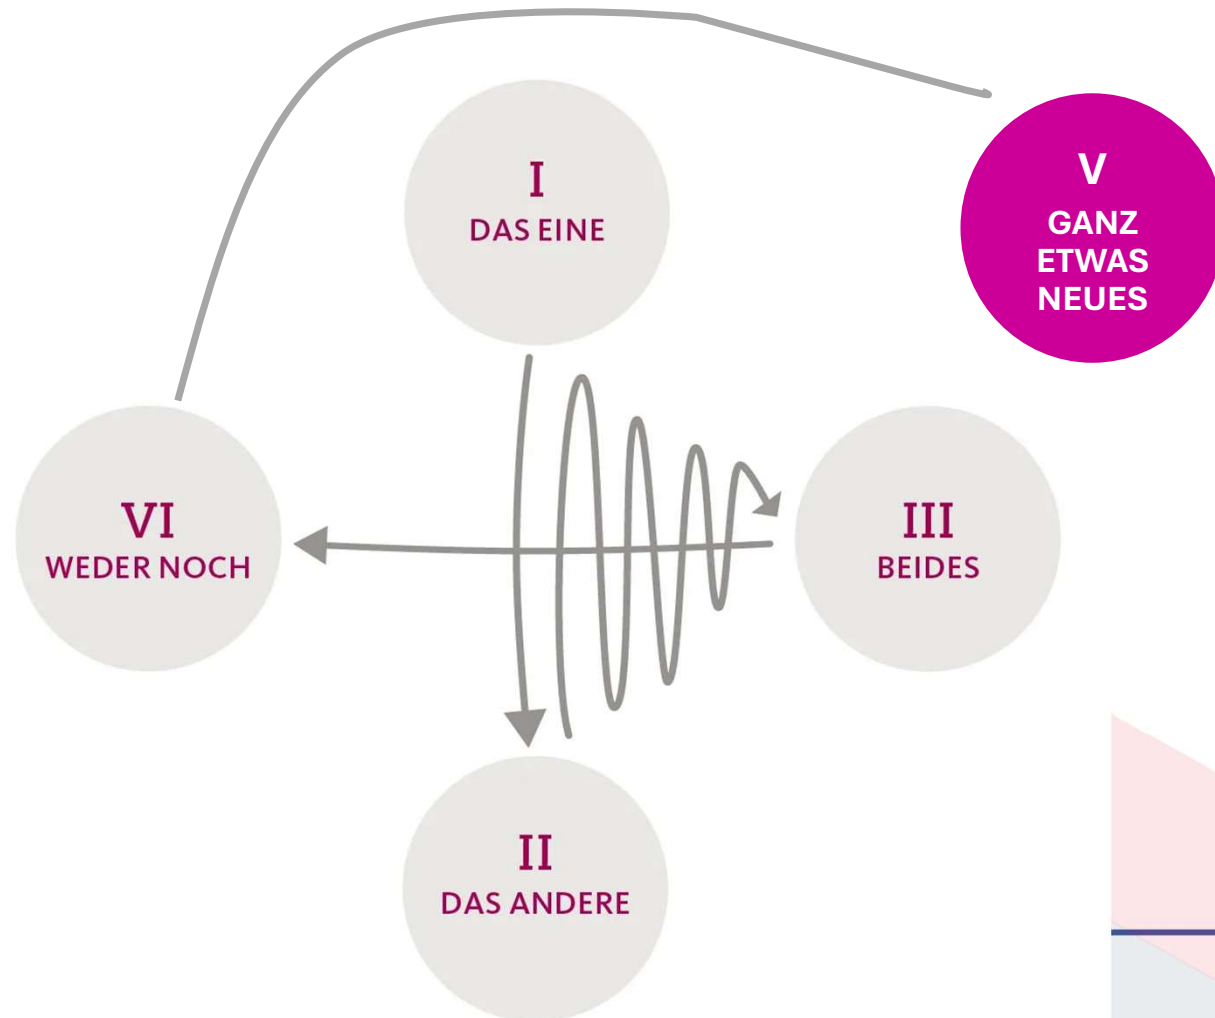 I
DAS EINE
V
GANZ
ETWAS
NEUES
VI
WEDER NOCH
III
BEIDES
II
DAS ANDERE